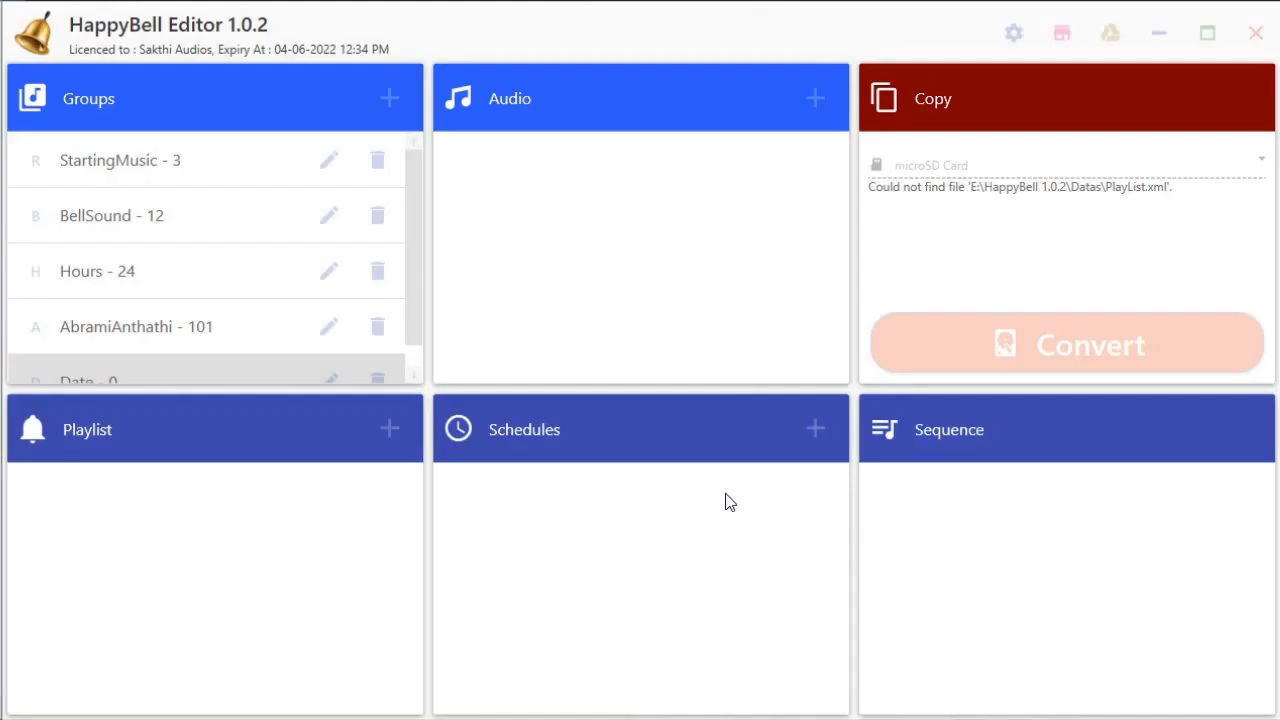 HappyBell Editor 1.0.2
Licenced to : Sakthi Audios, Expiry At : 04-06-2022 12:34 PM
Groups
R StartingMusic - 3
B BellSound - 12
H Hours - 24
A AbramiAnthathi - 101
D Date - 0
Audio
Copy
microSD Card
Could not find file 'E:\HappyBell 1.0.2\Datas\PlayList.xml'.
Convert
Playlist
Schedules
Sequence